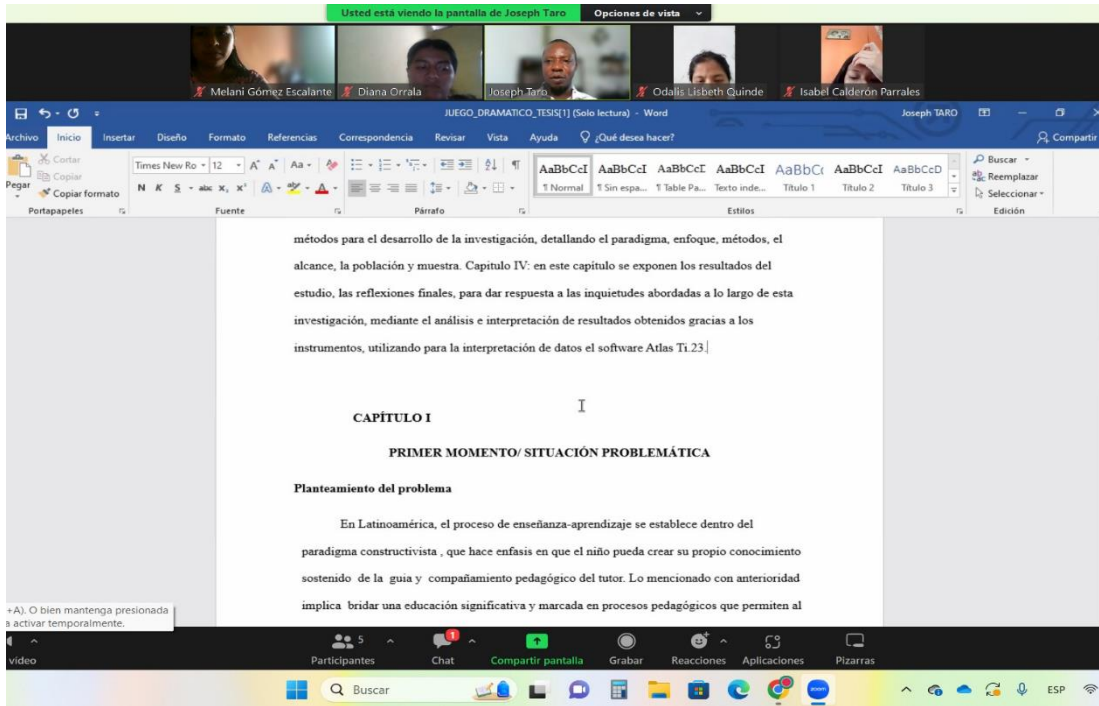 Usted está viendo la pantalla de Joseph Taro Opciones de vista
Melani Gómez Escalante Diana Orrala Joseph Taro Odalis Lisbeth Quinde Isabel Calderón Parrales
JUEGO_DRAMATICO_TESIS[1] (Solo lectura) - Word Joseph TARO
Archivo Inicio Insertar Diseño Formato Referencias Correspondencia Revisar Vista Ayuda ¿Qué desea hacer? Compartir
Pegar
Cortar
Copiar
Copiar formato
Portapapeles
Times New Ro 12
N K S abc x, x'
Fuente
Párrafo
AaBbCcI AaBbCcI AaBbCcI AaBbCcI AaBbCc AaBbCcI AaBbCcD
¶ Normal ¶ Sin espa... ¶ Table Pa... Texto inde... Título 1 Título 2 Título 3
Estilos
Buscar
Reemplazar
Seleccionar
Edición
métodos para el desarrollo de la investigación, detallando el paradigma, enfoque, métodos, el
alcance, la población y muestra. Capitulo IV: en este capitulo se exponen los resultados del
estudio, las reflexiones finales, para dar respuesta a las inquietudes abordadas a lo largo de esta
investigación, mediante el análisis e interpretación de resultados obtenidos gracias a los
instrumentos, utilizando para la interpretación de datos el software Atlas Ti.23.
CAPÍTULO I
PRIMER MOMENTO/ SITUACIÓN PROBLEMÁTICA
Planteamiento del problema
En Latinoamérica, el proceso de enseñanza-aprendizaje se establece dentro del
paradigma constructivista , que hace enfasis en que el niño pueda crear su propio conocimiento
sostenido de la guia y compañamiento pedagógico del tutor. Lo mencionado con anterioridad
implica bridar una educación significativa y marcada en procesos pedagógicos que permiten al
+A). O bien mantenga presionada
a activar temporalmente.
vídeo Participantes 5 Chat 1 Compartir pantalla Grabar Reacciones Aplicaciones Pizarras
Buscar zoom ESP